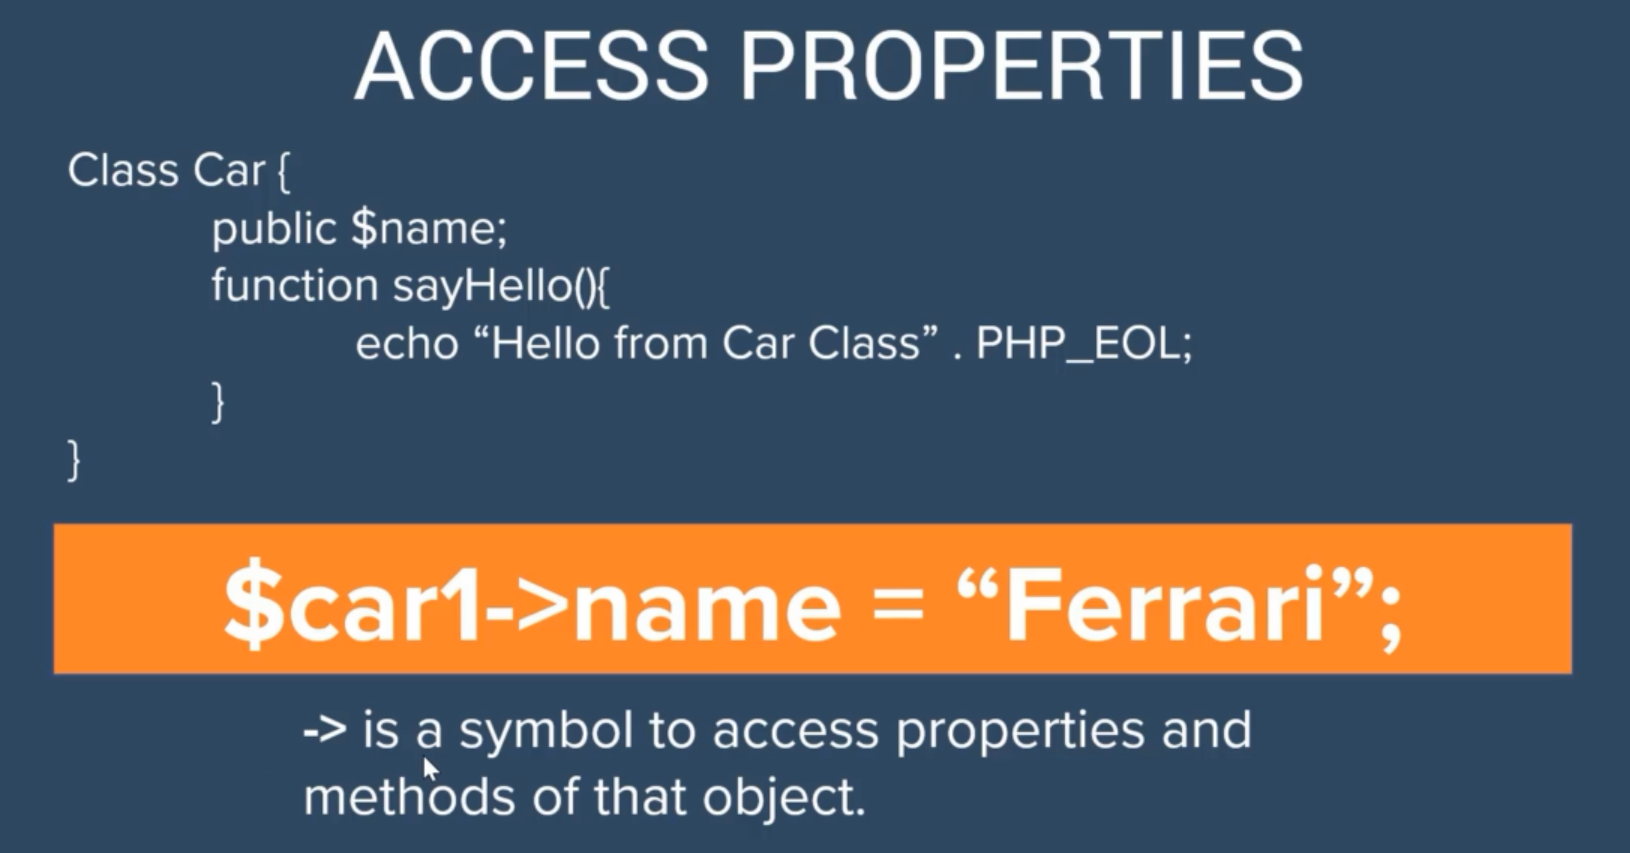 ACCESS PROPERTIES
Class Car {
public $name;
function sayHello(){
echo “Hello from Car Class” . PHP_EOL;
}
}
$car1->name = “Ferrari”;
-> is a symbol to access properties and
methods of that object.